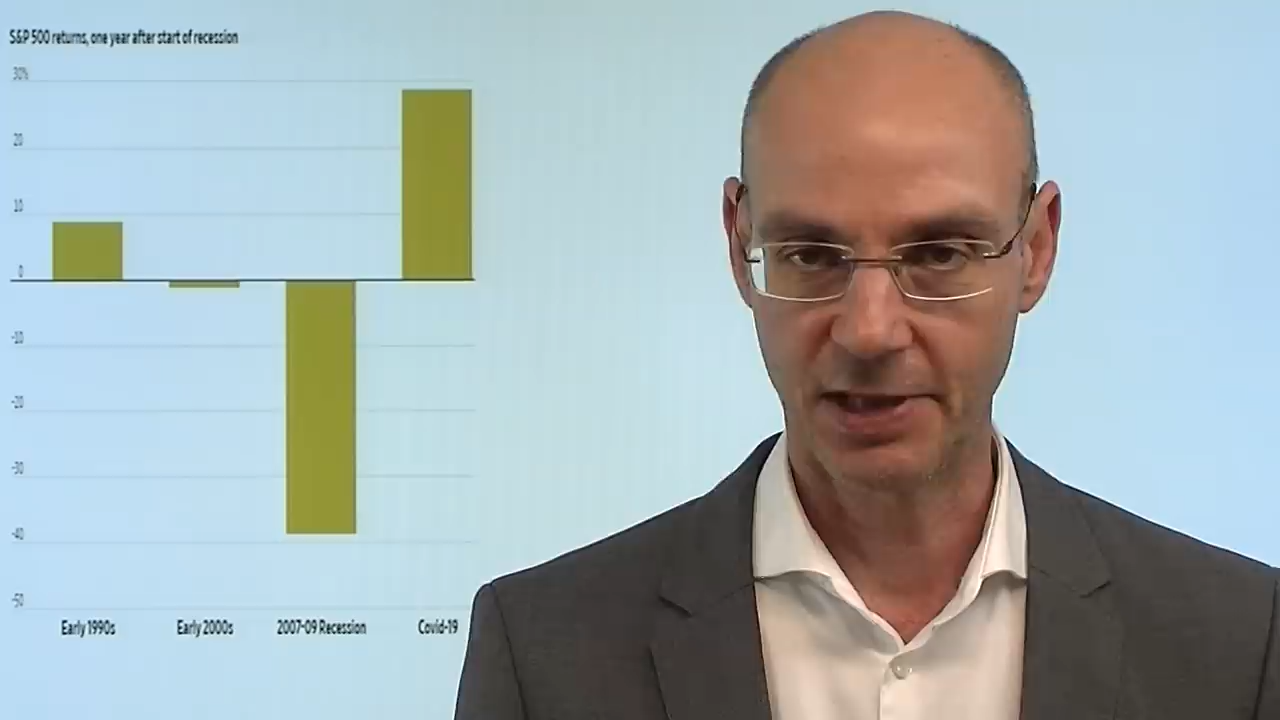 S&P 500 returns, one year after start of recession
30%
20
10
0
-10
-20
-30
-40
-50
Early 1990s
Early 2000s
2007-09 Recession
Covid-19